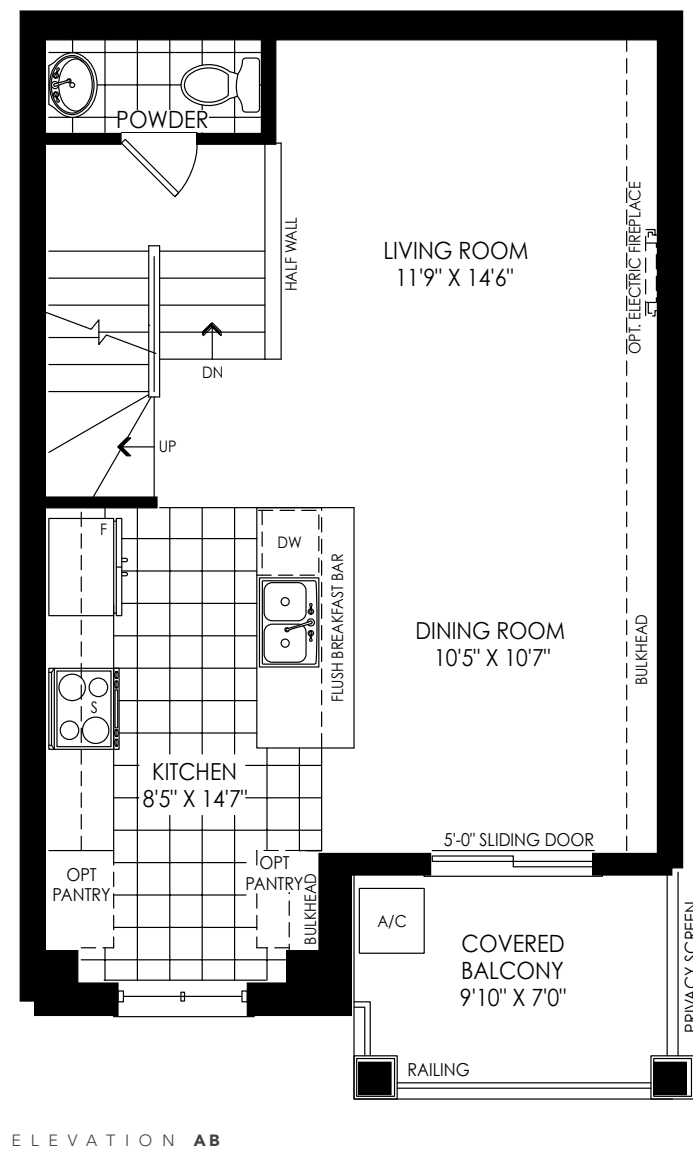 POWDER
HALF WALL
LIVING ROOM
11'9" X 14'6"
OPT. ELECTRIC FIREPLACE
DN
UP
F
DW
FLUSH BREAKFAST BAR
DINING ROOM
10'5" X 10'7"
BULKHEAD
S
KITCHEN
8'5" X 14'7"
5'-0" SLIDING DOOR
OPT
PANTRY
OPT
PANTRY
BULKHEAD
A/C
COVERED
BALCONY
9'10" X 7'0"
PRIVACY SCREEN
RAILING
ELEVATION AB